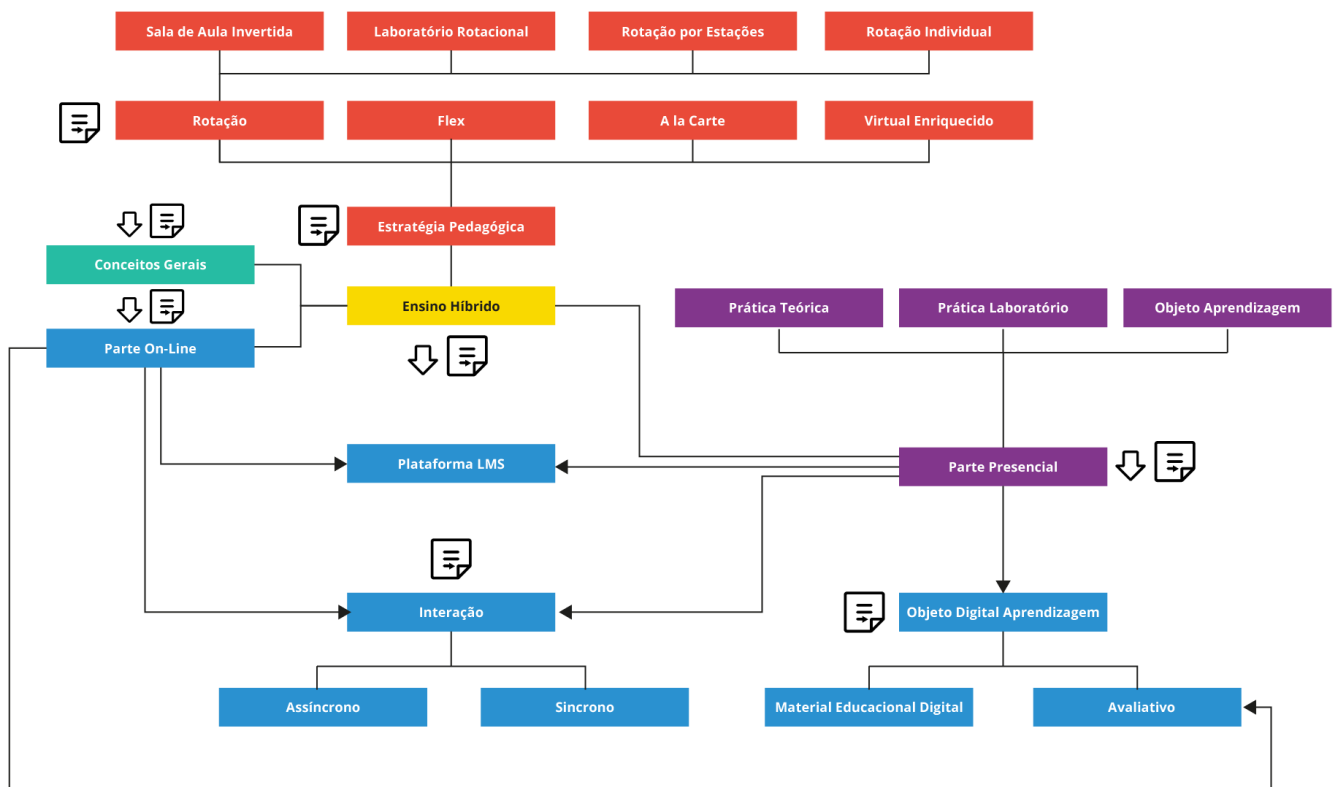 Sala de Aula Invertida
Laboratório Rotacional
Rotação por Estações
Rotação Individual
Rotação
Flex
A la Carte
Virtual Enriquecido
Estratégia Pedagógica
Conceitos Gerais
Ensino Híbrido
Prática Teórica
Prática Laboratório
Objeto Aprendizagem
Parte On-Line
Plataforma LMS
Parte Presencial
Interação
Objeto Digital Aprendizagem
Assíncrono
Sincrono
Material Educacional Digital
Avaliativo